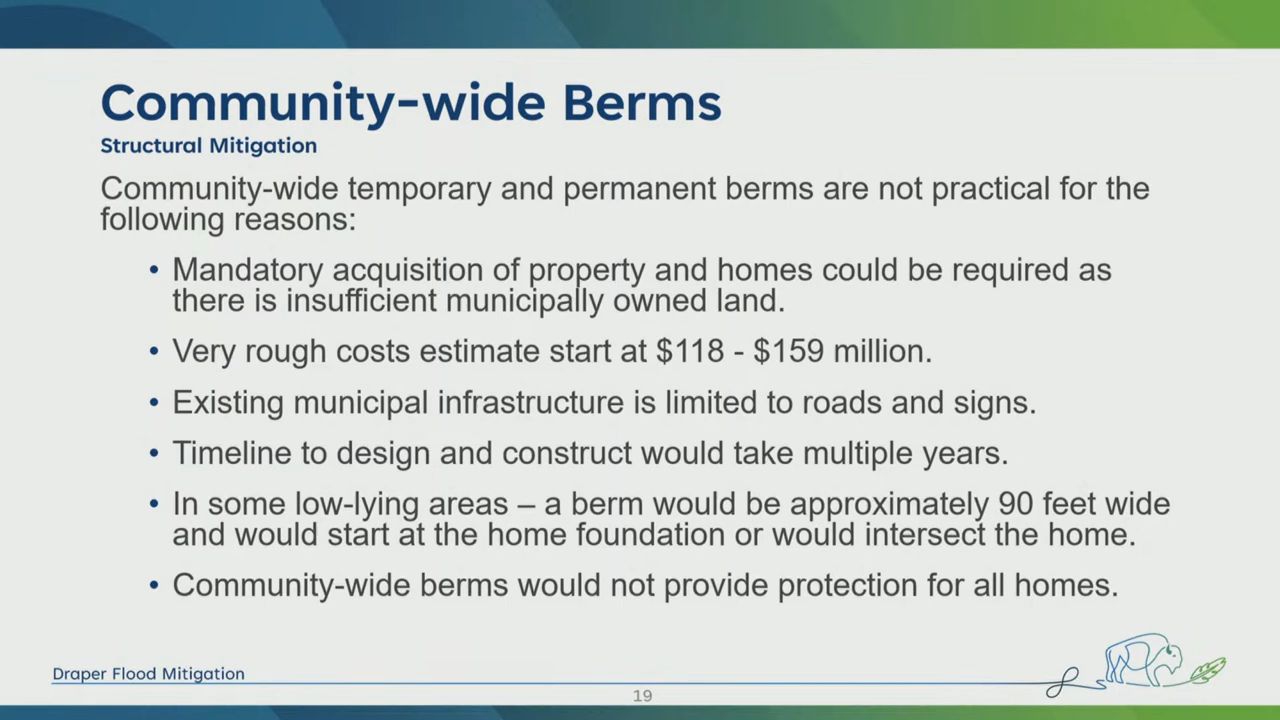 Community-wide Berms
Structural Mitigation
Community-wide temporary and permanent berms are not practical for the
following reasons:
• Mandatory acquisition of property and homes could be required as
there is insufficient municipally owned land.
• Very rough costs estimate start at $118 - $159 million.
• Existing municipal infrastructure is limited to roads and signs.
• Timeline to design and construct would take multiple years.
• In some low-lying areas – a berm would be approximately 90 feet wide
and would start at the home foundation or would intersect the home.
• Community-wide berms would not provide protection for all homes.
Draper Flood Mitigation
19